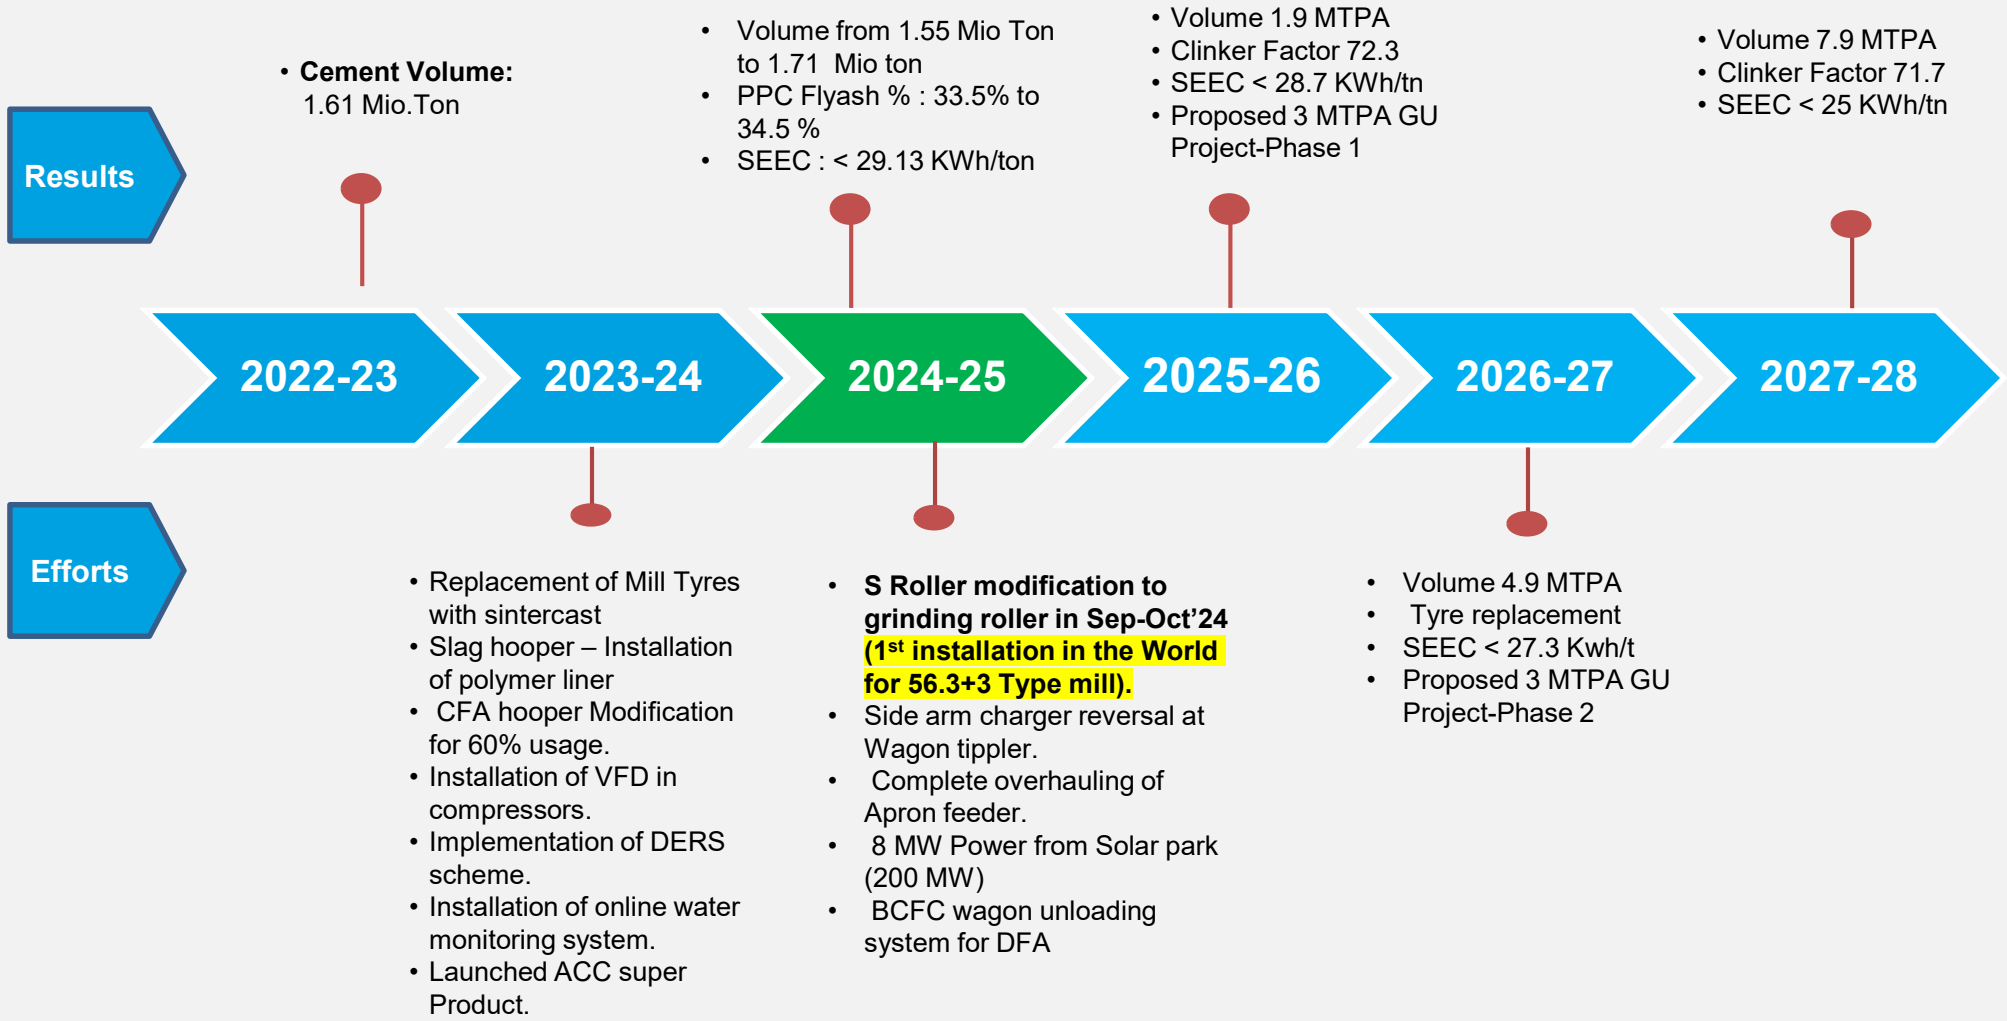 • Cement Volume:
1.61 Mio.Ton
• Volume from 1.55 Mio Ton
to 1.71 Mio ton
• PPC Flyash % : 33.5% to
34.5 %
• SEEC : < 29.13 KWh/ton
• Volume 1.9 MTPA
• Clinker Factor 72.3
• SEEC < 28.7 KWh/tn
• Proposed 3 MTPA GU
Project-Phase 1
• Volume 7.9 MTPA
• Clinker Factor 71.7
• SEEC < 25 KWh/tn
Results
2022-23
2023-24
2024-25
2025-26
2026-27
2027-28
Efforts
• Replacement of Mill Tyres
with sintercast
• Slag hooper – Installation
of polymer liner
• CFA hooper Modification
for 60% usage.
• Installation of VFD in
compressors.
• Implementation of DERS
scheme.
• Installation of online water
monitoring system.
• Launched ACC super
Product.
• S Roller modification to
grinding roller in Sep-Oct’24
(1st installation in the World
for 56.3+3 Type mill).
• Side arm charger reversal at
Wagon tippler.
• Complete overhauling of
Apron feeder.
• 8 MW Power from Solar park
(200 MW)
• BCFC wagon unloading
system for DFA
• Volume 4.9 MTPA
• Tyre replacement
• SEEC < 27.3 Kwh/t
• Proposed 3 MTPA GU
Project-Phase 2